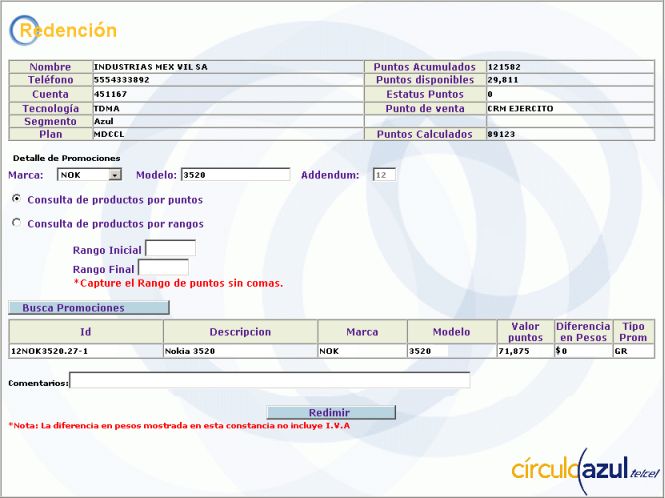 Redención
Nombre INDUSTRIAS MEX VIL SA Puntos Acumulados 121582
Teléfono 5554333892 Puntos disponibles 29,811
Cuenta 451167 Estatus Puntos 0
Tecnología TDMA Punto de venta CRM EJERCITO
Segmento Azul
Plan MDCCL Puntos Calculados 89123
Detalle de Promociones
Marca: NOK Modelo: 3520 Addendum: 12
Consulta de productos por puntos
Consulta de productos por rangos
Rango Inicial
Rango Final
*Capture el Rango de puntos sin comas.
Busca Promociones
Id Descripcion Marca Modelo Valor puntos Diferencia en Pesos Tipo Prom
12NOK3520.27-1 Nokia 3520 NOK 3520 71,875 $0 GR
Comentarios:
Redimir
*Nota: La diferencia en pesos mostrada en esta constancia no incluye I.V.A
círculoazul telcel